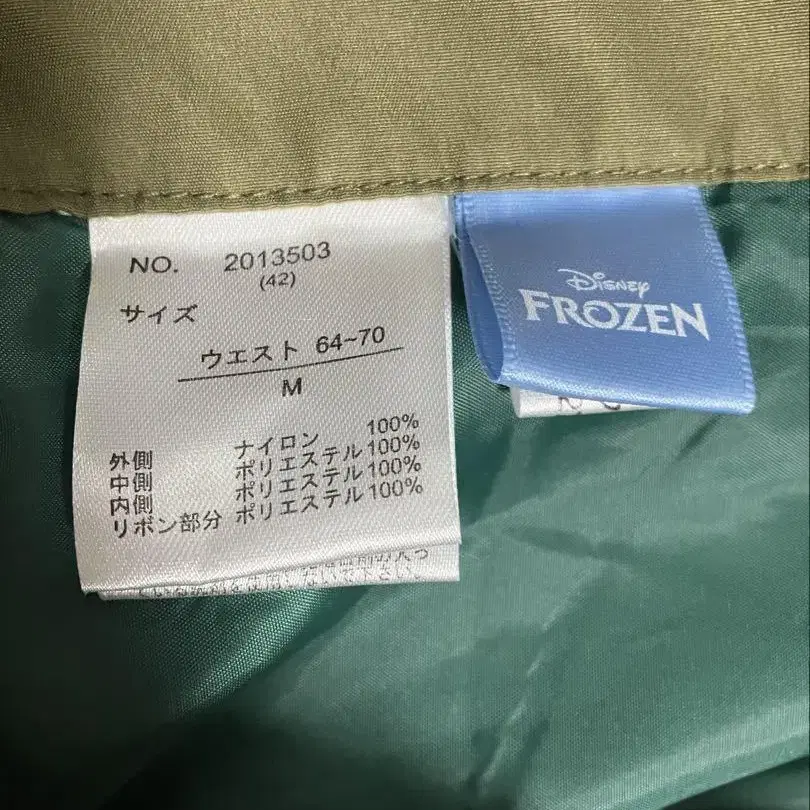 NO. 2013503
(42)
サイズ
ウエスト 64~70
M
外側 ナイロン 100%
中側 ポリエステル 100%
内側 ポリエステル 100%
リボン部分 ポリエステル 100%
Disney
FROZEN